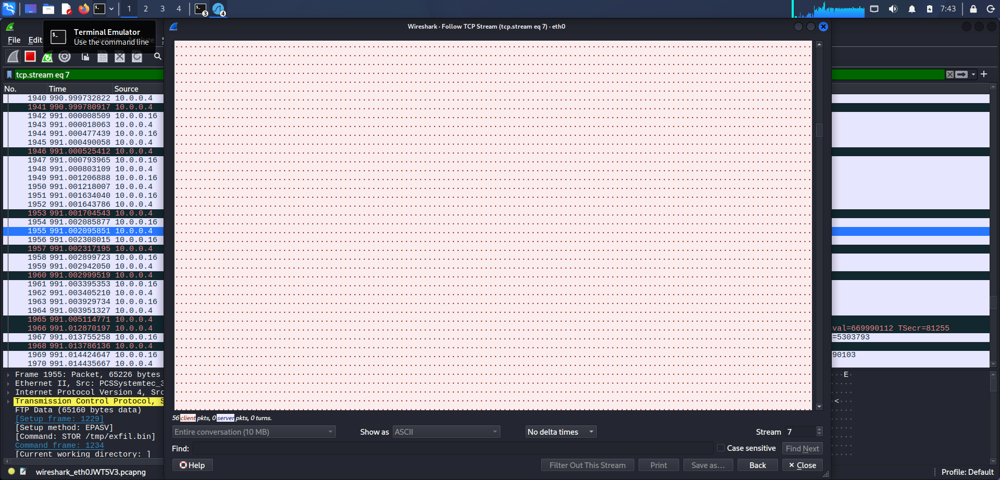 1 2 3 4 3 4 7:43
Wireshark · Follow TCP Stream (tcp.stream eq 7) · eth0
Terminal Emulator
Use the command line
File Edit
tcp.stream eq 7
No. Time Source
1940 990.999732822 10.0.0.4
1941 990.999780917 10.0.0.4
1942 991.000008509 10.0.0.16
1943 991.000018063 10.0.0.4
1944 991.000477439 10.0.0.16
1945 991.000490058 10.0.0.4
1946 991.000525412 10.0.0.4
1947 991.000793965 10.0.0.16
1948 991.000803109 10.0.0.4
1949 991.001206888 10.0.0.16
1950 991.001218007 10.0.0.4
1951 991.001634040 10.0.0.16
1952 991.001643786 10.0.0.4
1953 991.001704543 10.0.0.4
1954 991.002085877 10.0.0.16
1955 991.002095851 10.0.0.4
1956 991.002308015 10.0.0.16
1957 991.002317195 10.0.0.4
1958 991.002899723 10.0.0.16
1959 991.002942050 10.0.0.4
1960 991.002999519 10.0.0.4
1961 991.003395353 10.0.0.16
1962 991.003405210 10.0.0.4
1963 991.003929734 10.0.0.16
1964 991.003951327 10.0.0.4
1965 991.005114771 10.0.0.4
1966 991.012870197 10.0.0.4 val=669990112 TSecr=81255
1967 991.013755258 10.0.0.16 =5303793
1968 991.013786136 10.0.0.4
1969 991.014424647 10.0.0.16 90103
1970 991.014435667 10.0.0.4
Frame 1955: Packet, 65226 bytes
Ethernet II, Src: PCSSystemtec_3
Internet Protocol Version 4, Src
Transmission Control Protocol, S
FTP Data (65160 bytes data)
[Setup frame: 1229]
[Setup method: EPASV]
[Command: STOR /tmp/exfil.bin]
Command frame: 1234
[Current working directory: ]
···E·
·<···
56 client pkts, 0 server pkts, 0 turns.
Entire conversation (10 MB) Show as ASCII No delta times Stream 7
Find: Case sensitive Find Next
Help Filter Out This Stream Print Save as… Back Close
wireshark_eth0JWT5V3.pcapng Profile: Default